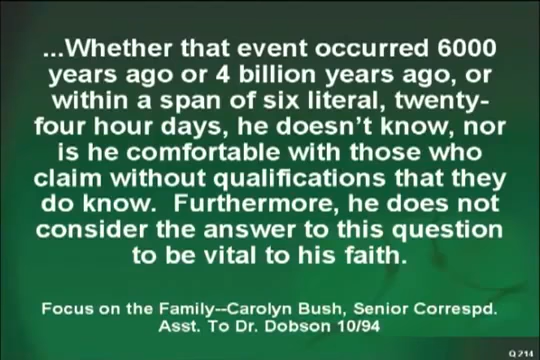 ...Whether that event occurred 6000
years ago or 4 billion years ago, or
within a span of six literal, twenty-
four hour days, he doesn't know, nor
is he comfortable with those who
claim without qualifications that they
do know.  Furthermore, he does not
consider the answer to this question
to be vital to his faith.
Focus on the Family--Carolyn Bush, Senior Correspd.
Asst. To Dr. Dobson 10/94
Q 214